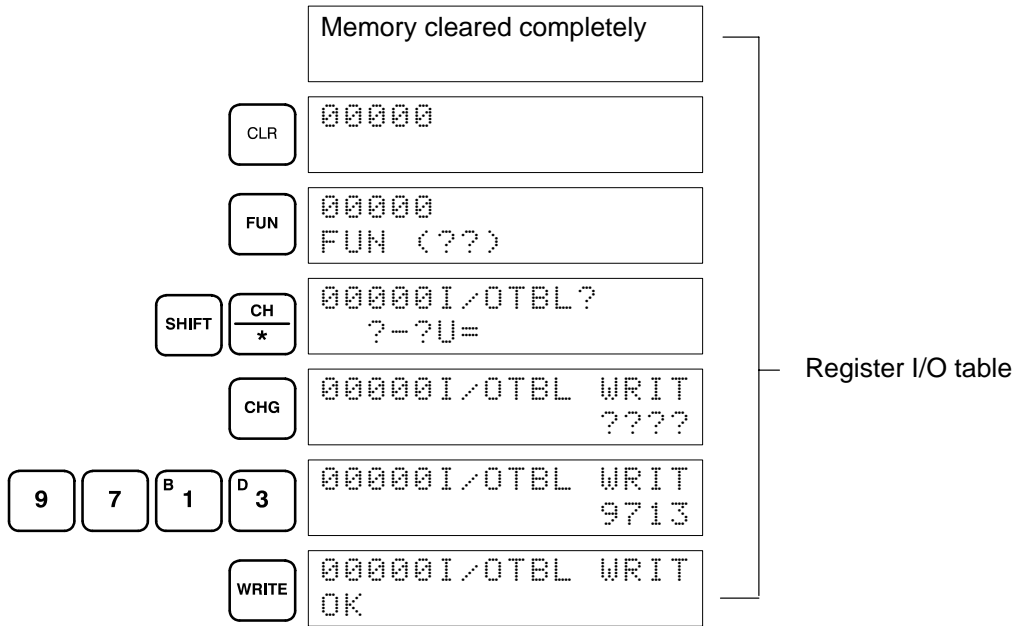 Memory cleared completely
CLR
00000
FUN
00000
FUN (??)
SHIFT
CH
*
00000I/OTBL?
?-?U=
Register I/O table
CHG
00000I/OTBL WRIT
????
9 7 B 1 D 3
00000I/OTBL WRIT
9713
WRITE
00000I/OTBL WRIT
OK